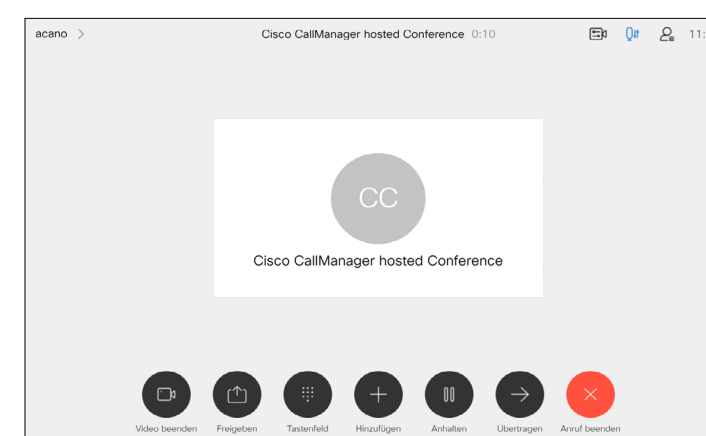 acano
Cisco CallManager hosted Conference 0:10
11:
CC
Cisco CallManager hosted Conference
Video beenden
Freigeben
Tastenfeld
Hinzufügen
Anhalten
Übertragen
Anruf beenden